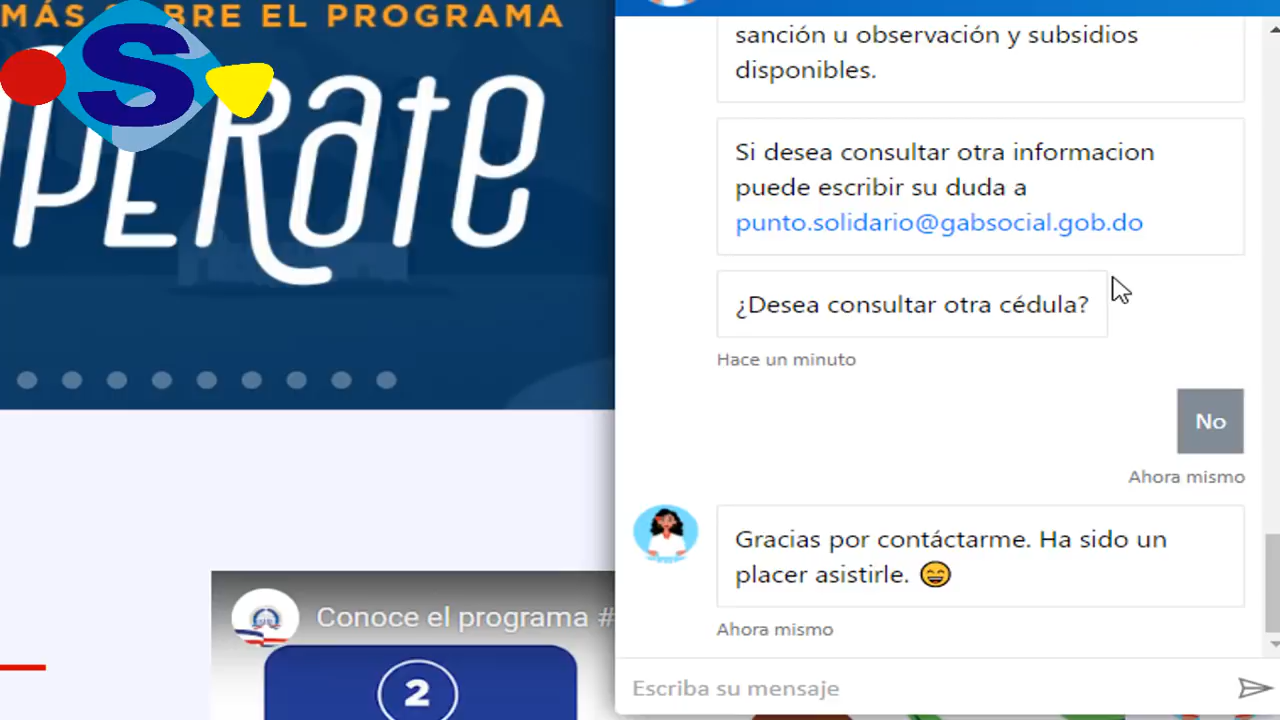 MÁS SOBRE EL PROGRAMA
S
PERate
sanción u observación y subsidios
disponibles.
Si desea consultar otra informacion
puede escribir su duda a
punto.solidario@gabsocial.gob.do
¿Desea consultar otra cédula?
Hace un minuto
No
Ahora mismo
Gracias por contáctarme. Ha sido un
placer asistirle. 😄
Ahora mismo
Conoce el programa #
2
Escriba su mensaje